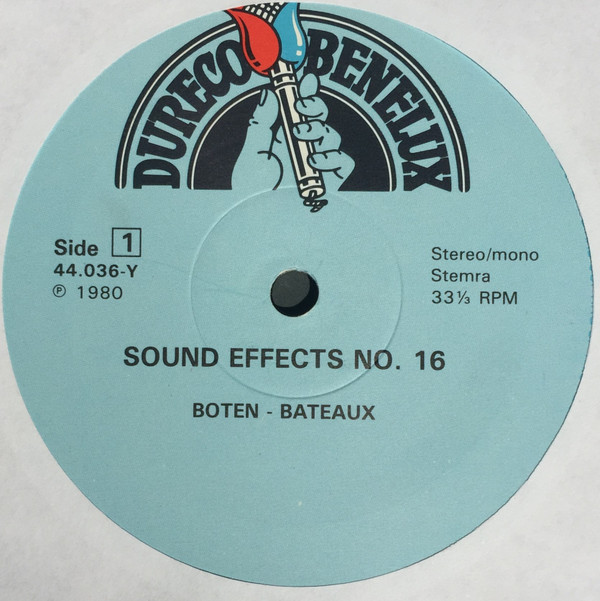 DURECO BENELUX
Side 1
44.036-Y
℗ 1980
Stereo/mono
Stemra
33⅓ RPM
SOUND EFFECTS NO. 16
BOTEN - BATEAUX